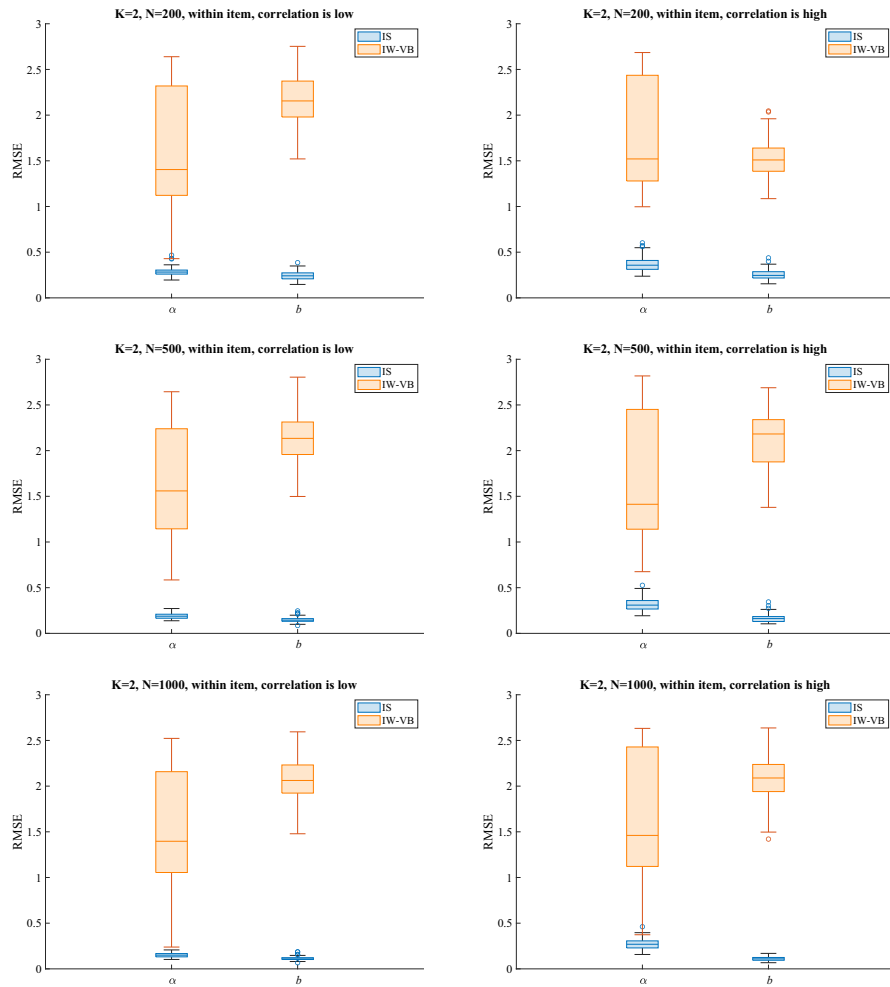 K=2, N=200, within item, correlation is low
IS
IW-VB
3
2.5
2
1.5
1
0.5
0
RMSE
α
b
K=2, N=200, within item, correlation is high
IS
IW-VB
3
2.5
2
1.5
1
0.5
0
RMSE
α
b
K=2, N=500, within item, correlation is low
IS
IW-VB
3
2.5
2
1.5
1
0.5
0
RMSE
α
b
K=2, N=500, within item, correlation is high
IS
IW-VB
3
2.5
2
1.5
1
0.5
0
RMSE
α
b
K=2, N=1000, within item, correlation is low
IS
IW-VB
3
2.5
2
1.5
1
0.5
0
RMSE
α
b
K=2, N=1000, within item, correlation is high
IS
IW-VB
3
2.5
2
1.5
1
0.5
0
RMSE
α
b